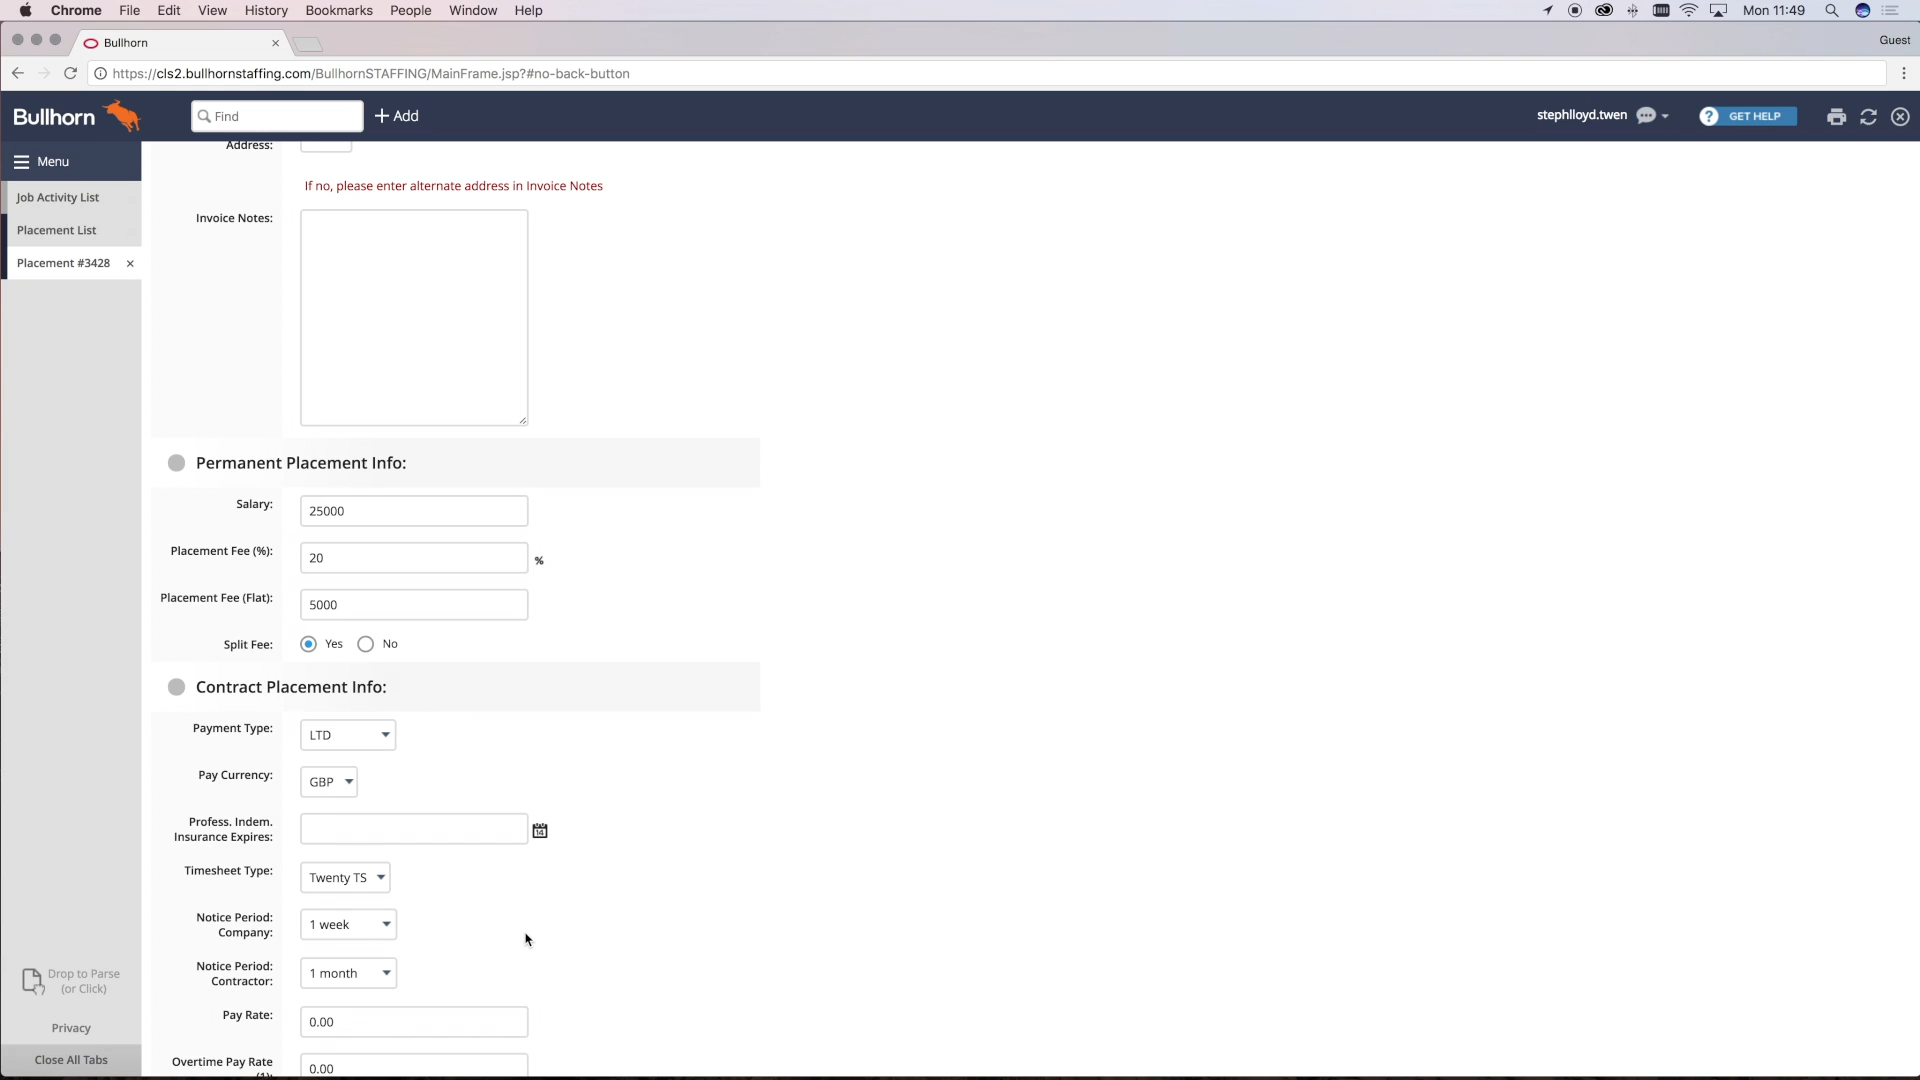 Chrome File Edit View History Bookmarks People Window Help Mon 11:49
Bullhorn Guest
https://cls2.bullhornstaffing.com/BullhornSTAFFING/MainFrame.jsp?#no-back-button
Bullhorn Find + Add stephlloyd.twen ? GET HELP
Menu
Job Activity List
Placement List
Placement #3428
Drop to Parse
(or Click)
Privacy
Close All Tabs
Address:
If no, please enter alternate address in Invoice Notes
Invoice Notes:
Permanent Placement Info:
Salary: 25000
Placement Fee (%): 20 %
Placement Fee (Flat): 5000
Split Fee: Yes No
Contract Placement Info:
Payment Type: LTD
Pay Currency: GBP
Profess. Indem.
Insurance Expires: 14
Timesheet Type: Twenty TS
Notice Period:
Company: 1 week
Notice Period:
Contractor: 1 month
Pay Rate: 0.00
Overtime Pay Rate 0.00